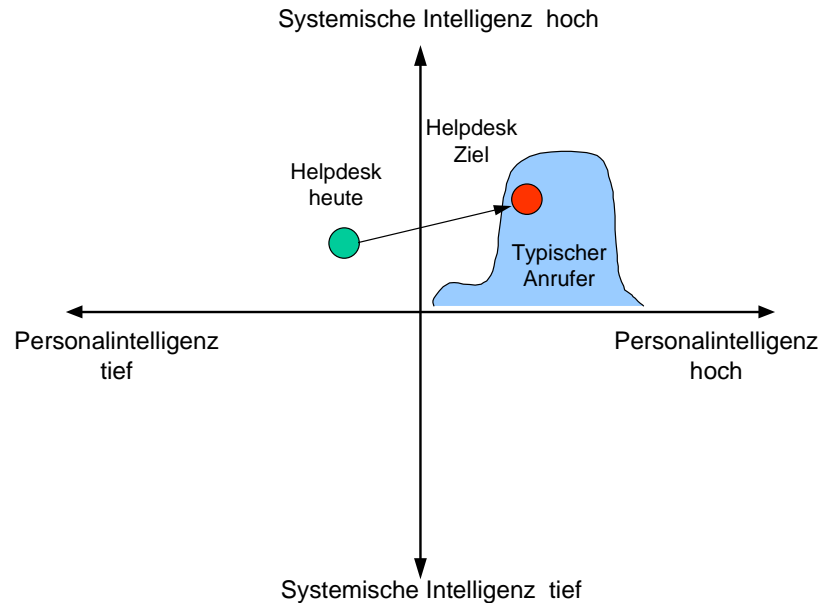 Systemische Intelligenz hoch
Helpdesk
Ziel
Helpdesk
heute
Typischer
Anrufer
Personalintelligenz
tief
Personalintelligenz
hoch
Systemische Intelligenz tief